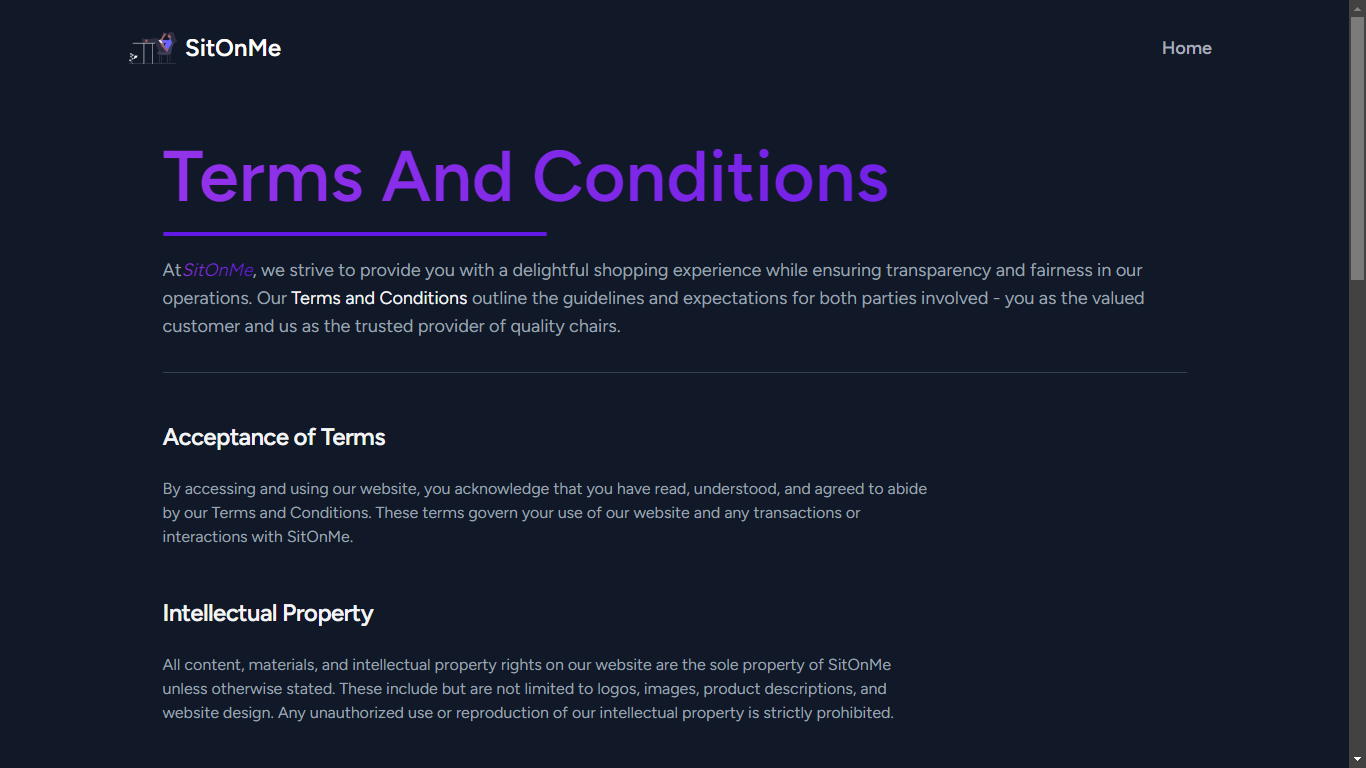 SitOnMe
Home
Terms And Conditions
AtSitOnMe, we strive to provide you with a delightful shopping experience while ensuring transparency and fairness in our
operations. Our Terms and Conditions outline the guidelines and expectations for both parties involved - you as the valued
customer and us as the trusted provider of quality chairs.
Acceptance of Terms
By accessing and using our website, you acknowledge that you have read, understood, and agreed to abide
by our Terms and Conditions. These terms govern your use of our website and any transactions or
interactions with SitOnMe.
Intellectual Property
All content, materials, and intellectual property rights on our website are the sole property of SitOnMe
unless otherwise stated. These include but are not limited to logos, images, product descriptions, and
website design. Any unauthorized use or reproduction of our intellectual property is strictly prohibited.